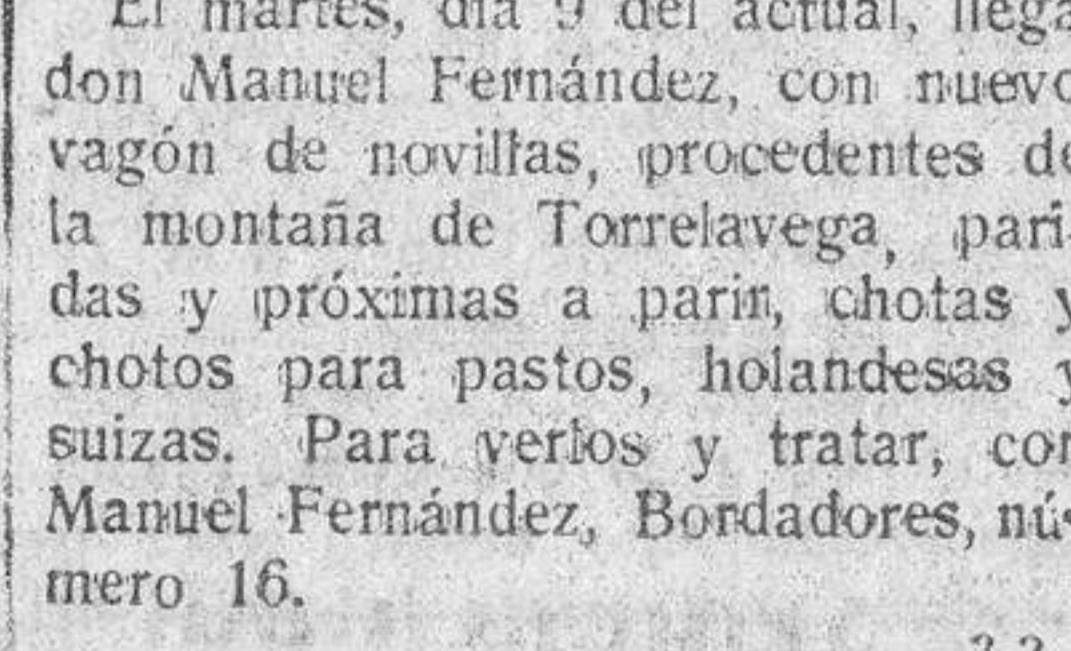 El martes, día 9 del actual, llega
don Manuel Fernández, con nuevo
vagón de novillas, procedentes de
la montaña de Torrelavega, pari-
das y próximas a parir, chotas y
chotos para pastos, holandesas y
suizas. Para verlos y tratar, con
Manuel Fernández, Bordadores, nú-
mero 16.